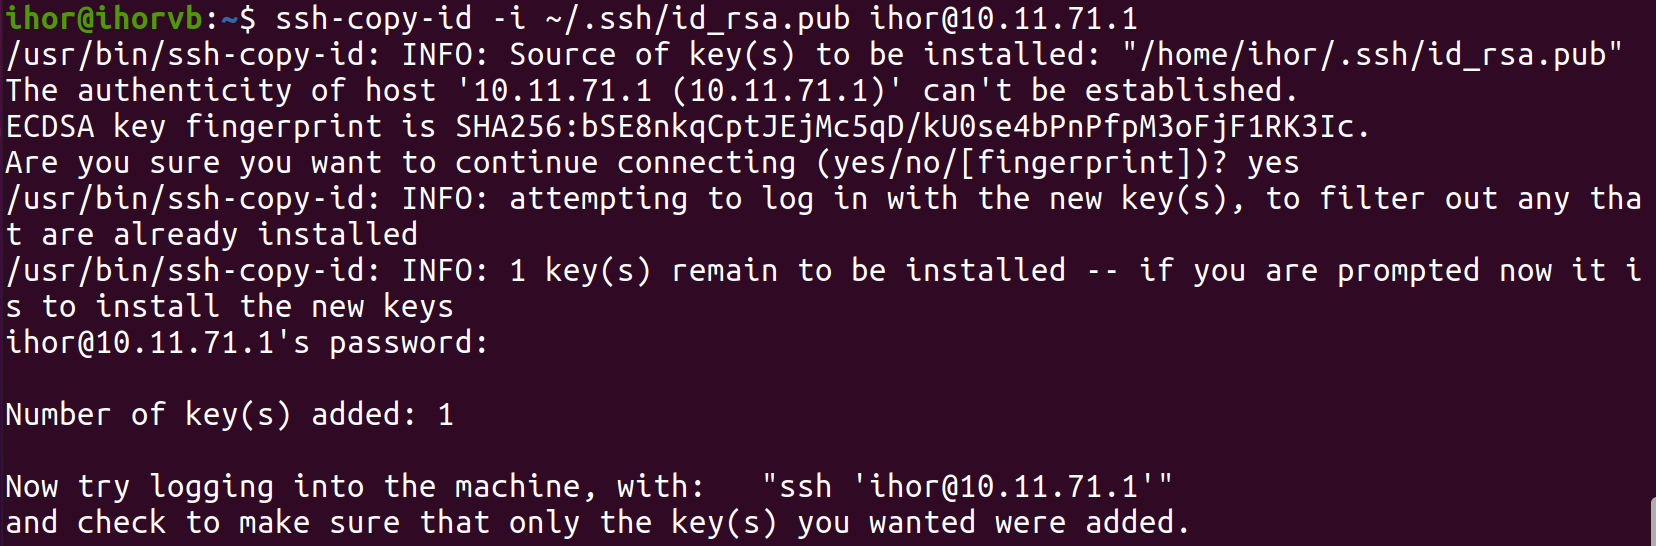 ihor@ihorvb:~$ ssh-copy-id -i ~/.ssh/id_rsa.pub ihor@10.11.71.1
/usr/bin/ssh-copy-id: INFO: Source of key(s) to be installed: "/home/ihor/.ssh/id_rsa.pub"
The authenticity of host '10.11.71.1 (10.11.71.1)' can't be established.
ECDSA key fingerprint is SHA256:bSE8nkqCptJEjMc5qD/kU0se4bPnPfpM3oFjF1RK3Ic.
Are you sure you want to continue connecting (yes/no/[fingerprint])? yes
/usr/bin/ssh-copy-id: INFO: attempting to log in with the new key(s), to filter out any tha
t are already installed
/usr/bin/ssh-copy-id: INFO: 1 key(s) remain to be installed -- if you are prompted now it i
s to install the new keys
ihor@10.11.71.1's password:
Number of key(s) added: 1
Now try logging into the machine, with:   "ssh 'ihor@10.11.71.1'"
and check to make sure that only the key(s) you wanted were added.